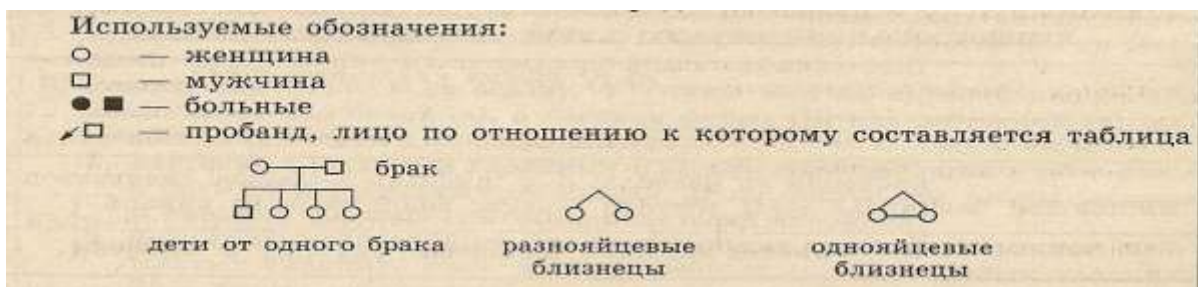 Используемые обозначения:
— женщина
— мужчина
— больные
— пробанд, лицо по отношению к которому составляется таблица
брак
дети от одного брака
разнояйцевые близнецы
однояйцевые близнецы